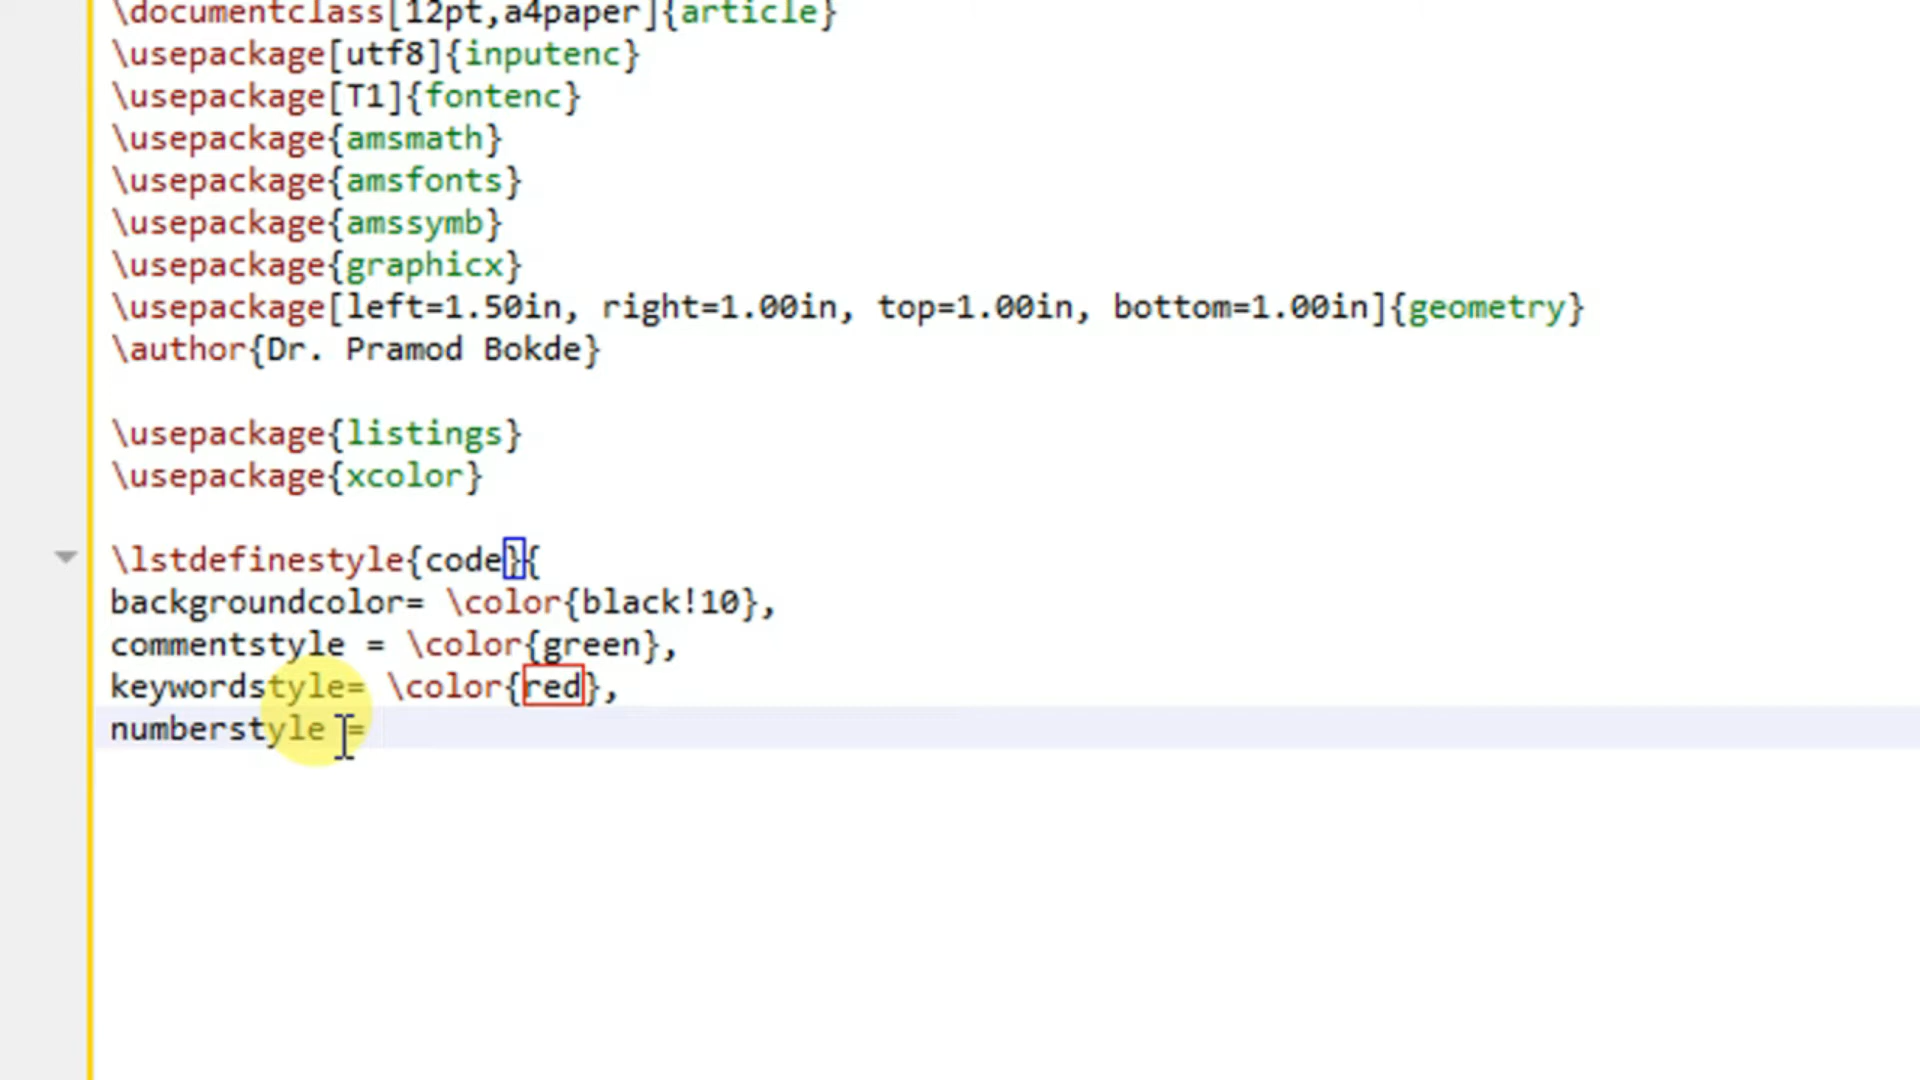 \documentclass[12pt,a4paper]{article}
\usepackage[utf8]{inputenc}
\usepackage[T1]{fontenc}
\usepackage{amsmath}
\usepackage{amsfonts}
\usepackage{amssymb}
\usepackage{graphicx}
\usepackage[left=1.50in, right=1.00in, top=1.00in, bottom=1.00in]{geometry}
\author{Dr. Pramod Bokde}
\usepackage{listings}
\usepackage{xcolor}
\lstdefinestyle{code}{
backgroundcolor= \color{black!10},
commentstyle = \color{green},
keywordstyle= \color{red},
numberstyle =